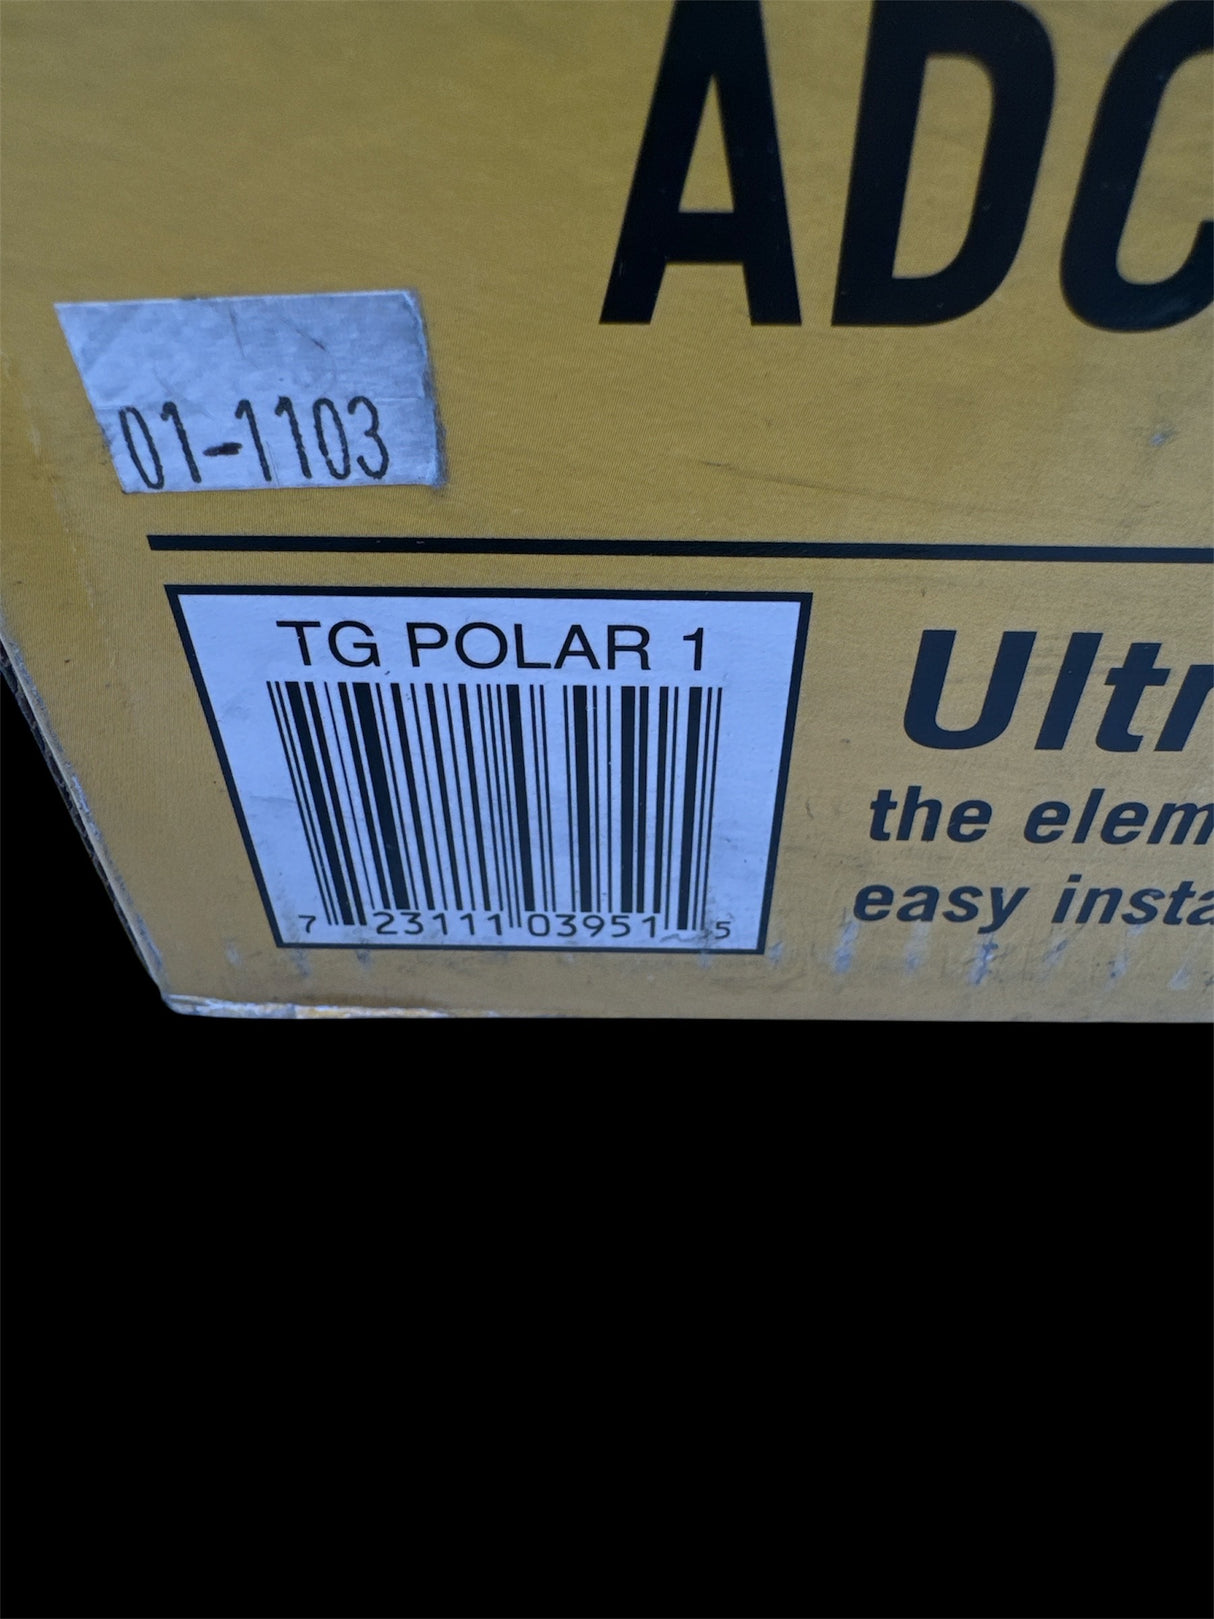 ADC
01-1103
TG POLAR 1
7 23111 03951 5
Ultr
the elem
easy insta